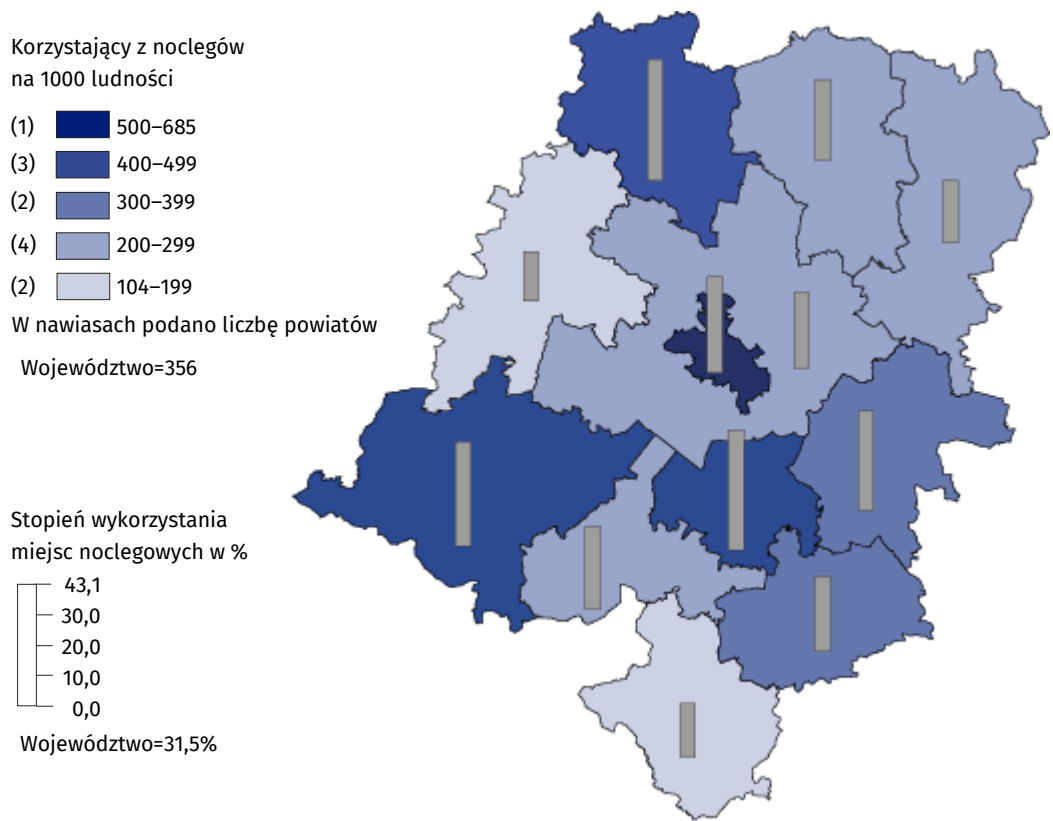 Korzystający z noclegów
na 1000 ludności
(1) 500–685
(3) 400–499
(2) 300–399
(4) 200–299
(2) 104–199
W nawiasach podano liczbę powiatów
Województwo=356
Stopień wykorzystania
miejsc noclegowych w %
43,1
30,0
20,0
10,0
0,0
Województwo=31,5%